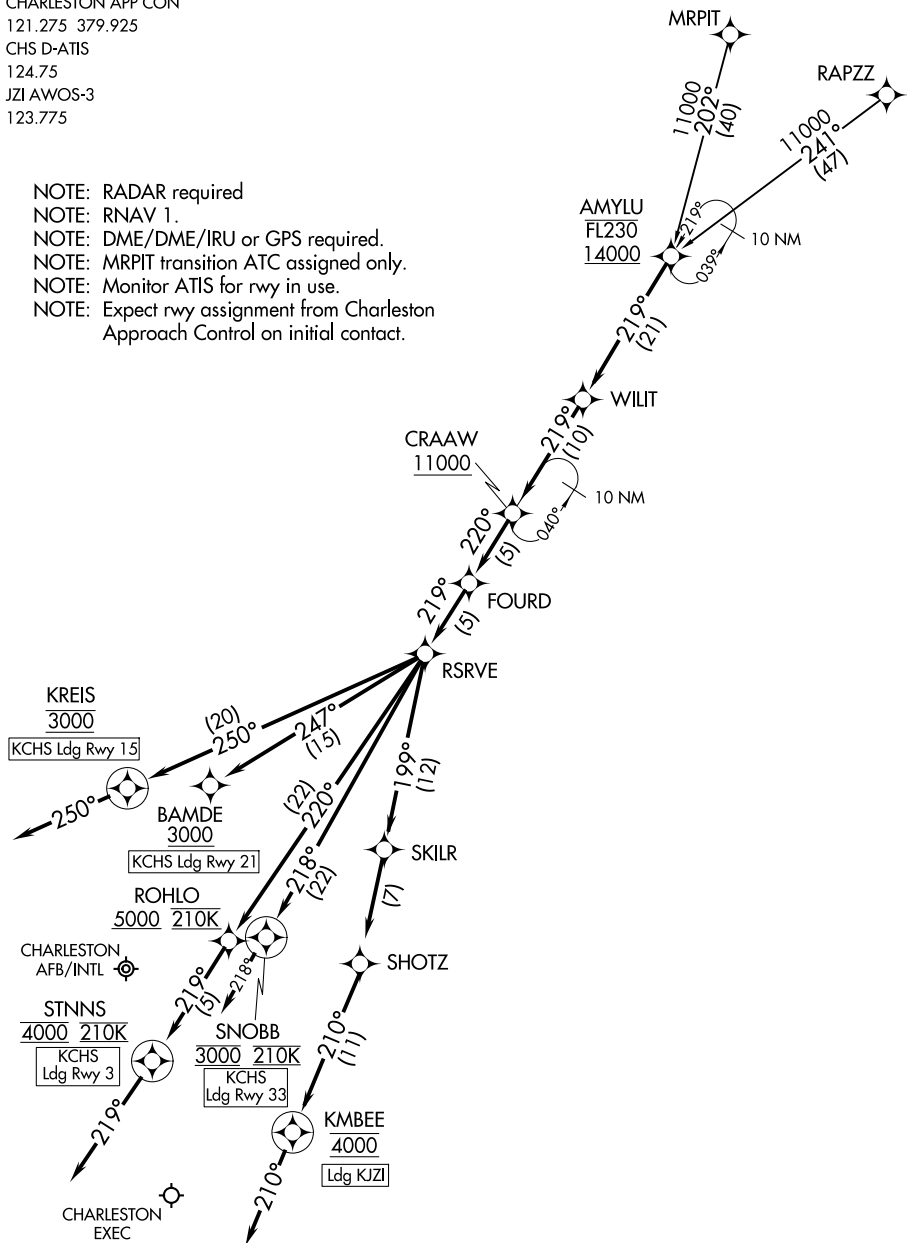 CHARLESTON APP CON
121.275 379.925
CHS D-ATIS
124.75
JZI AWOS-3
123.775
NOTE: RADAR required
NOTE: RNAV 1.
NOTE: DME/DME/IRU or GPS required.
NOTE: MRPIT transition ATC assigned only.
NOTE: Monitor ATIS for rwy in use.
NOTE: Expect rwy assignment from Charleston
Approach Control on initial contact.
MRPIT
RAPZZ
11000
202°
(40)
11000
241°
(47)
AMYLU
FL230
14000
219°
039°
10 NM
219°
(21)
WILIT
219°
(10)
CRAAW
11000
040°
10 NM
220°
(5)
FOURD
219°
(5)
RSRVE
KREIS
3000
KCHS Ldg Rwy 15
(20)
250°
250°
247°
(15)
BAMDE
3000
KCHS Ldg Rwy 21
(22)
220°
218°
(22)
199°
(12)
SKILR
(7)
SHOTZ
ROHLO
5000 210K
CHARLESTON
AFB/INTL
219°
(5)
218°
STNNS
4000 210K
KCHS
Ldg Rwy 3
219°
SNOBB
3000 210K
KCHS
Ldg Rwy 33
210°
(11)
KMBEE
4000
Ldg KJZI
210°
CHARLESTON
EXEC